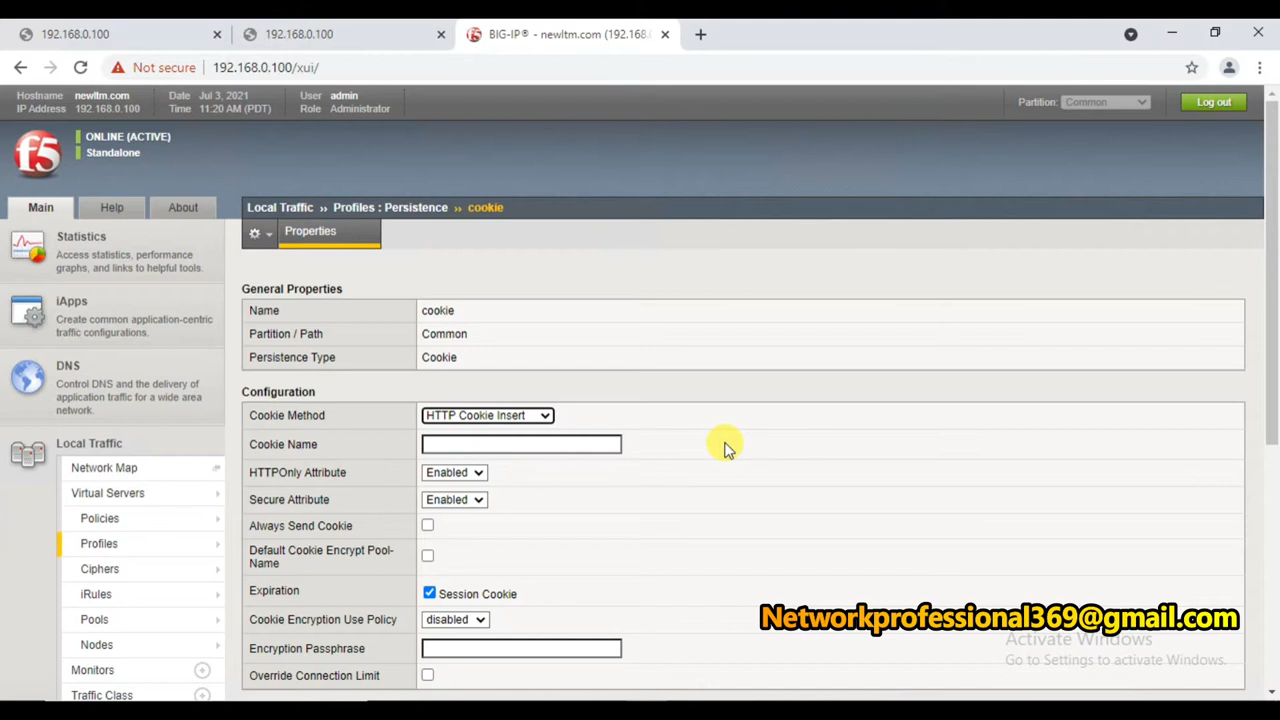 192.168.0.100
192.168.0.100
BIG-IP® - newltm.com (192.168.0
Not secure
192.168.0.100/xui/
Hostname newltm.com
IP Address 192.168.0.100
Date Jul 3, 2021
Time 11:20 AM (PDT)
User admin
Role Administrator
Partition: Common
Log out
f5
ONLINE (ACTIVE)
Standalone
Main
Help
About
Local Traffic ›› Profiles : Persistence ›› cookie
Properties
Statistics
Access statistics, performance
graphs, and links to helpful tools.
iApps
Create common application-centric
traffic configurations.
DNS
Control DNS and the delivery of
application traffic for a wide area
network.
Local Traffic
Network Map
Virtual Servers
Policies
Profiles
Ciphers
iRules
Pools
Nodes
Monitors
Traffic Class
General Properties
Name cookie
Partition / Path Common
Persistence Type Cookie
Configuration
Cookie Method HTTP Cookie Insert
Cookie Name
HTTPOnly Attribute Enabled
Secure Attribute Enabled
Always Send Cookie
Default Cookie Encrypt Pool-
Name
Expiration Session Cookie
Cookie Encryption Use Policy disabled
Encryption Passphrase
Override Connection Limit
Networkprofessional369@gmail.com
Activate Windows
Go to Settings to activate Windows.